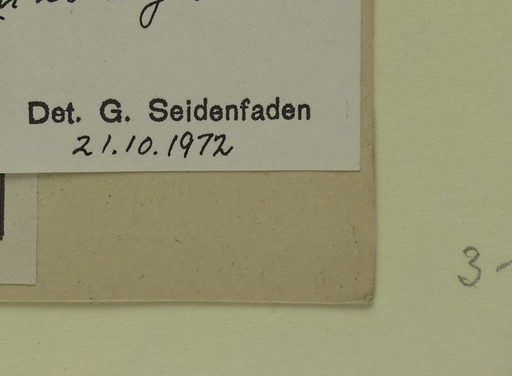 Det. G. Seidenfaden
21.10.1972
3-